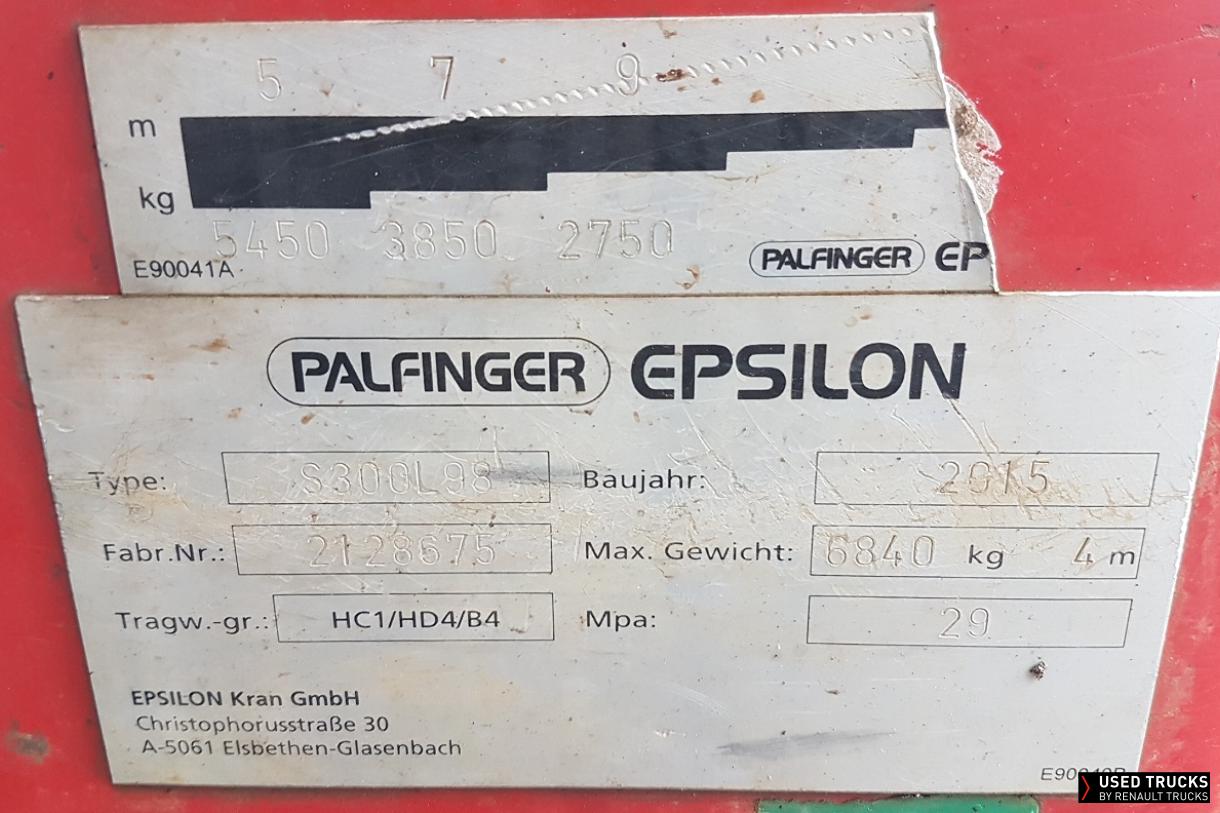 5 7 9
m
kg
5450 3850 2750
E90041A
PALFINGER EP
PALFINGER EPSILON
Type: S300L98 Baujahr: 2015
Fabr.Nr.: 2128675 Max. Gewicht: 6840 kg 4 m
Tragw.-gr.: HC1/HD4/B4 Mpa: 29
EPSILON Kran GmbH
Christophorusstraße 30
A-5061 Elsbethen-Glasenbach
USED TRUCKS
BY RENAULT TRUCKS